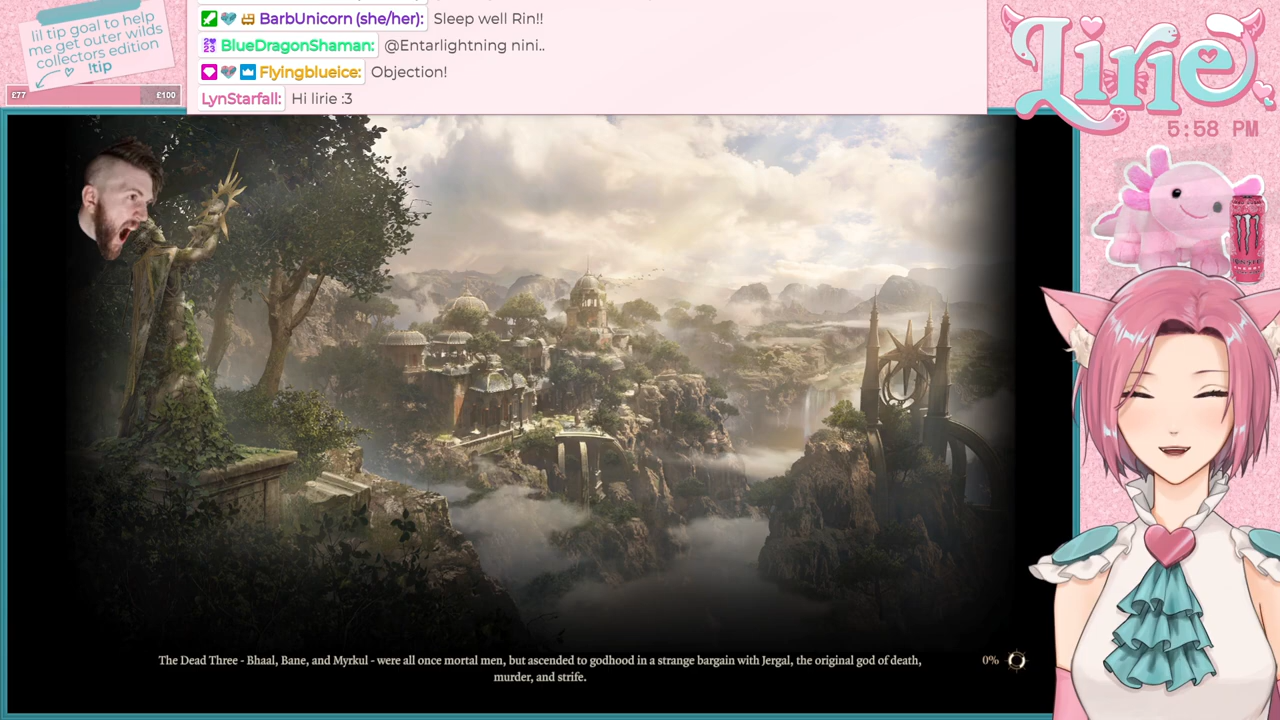 lil tip goal to help
me get outer wilds
collectors edition
!tip
£77
£100
BarbUnicorn (she/her): Sleep well Rin!!
BlueDragonShaman: @Entarlightning nini..
Flyingblueice: Objection!
LynStarfall: Hi lirie :3
Lirie
5:58 PM
The Dead Three - Bhaal, Bane, and Myrkul - were all once mortal men, but ascended to godhood in a strange bargain with Jergal, the original god of death,
murder, and strife.
0%